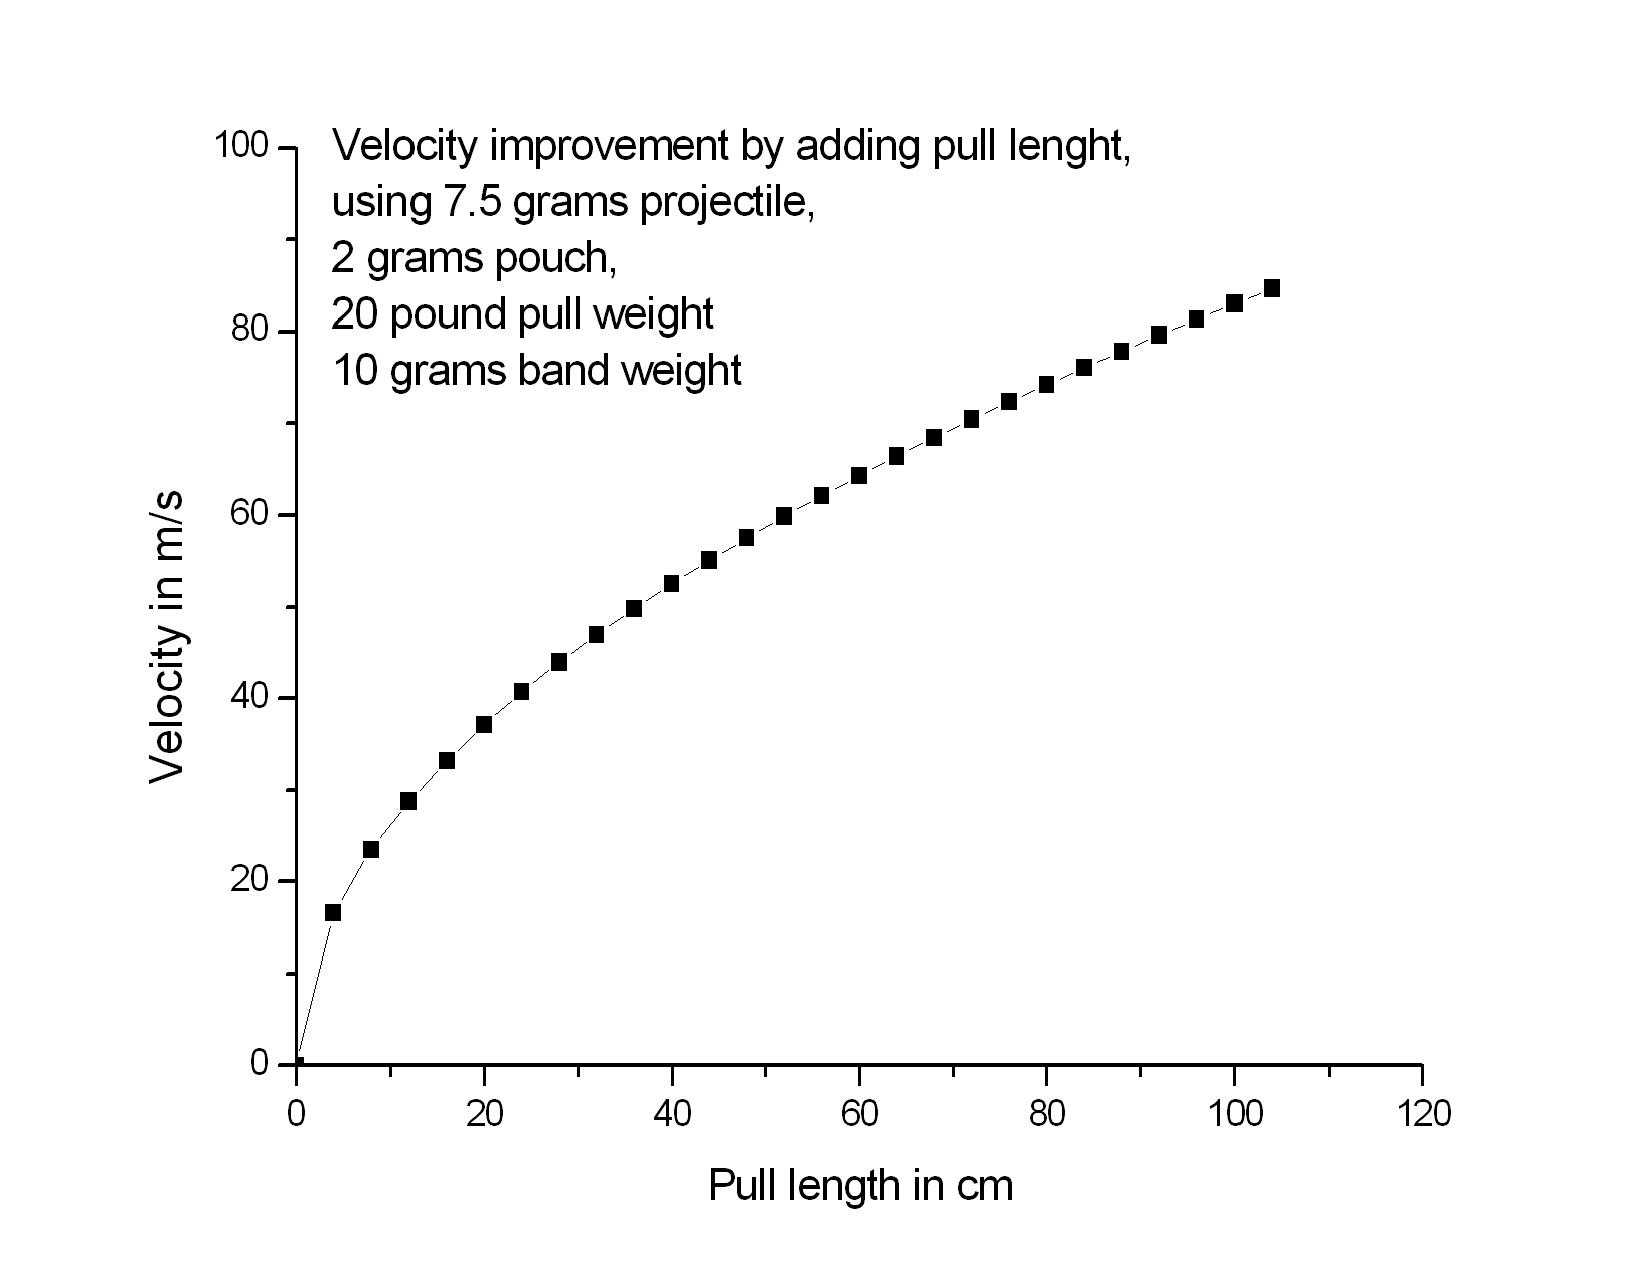 Velocity improvement by adding pull lenght,
using 7.5 grams projectile,
2 grams pouch,
20 pound pull weight
10 grams band weight
100
80
60
40
20
0
Velocity in m/s
0 20 40 60 80 100 120
Pull length in cm